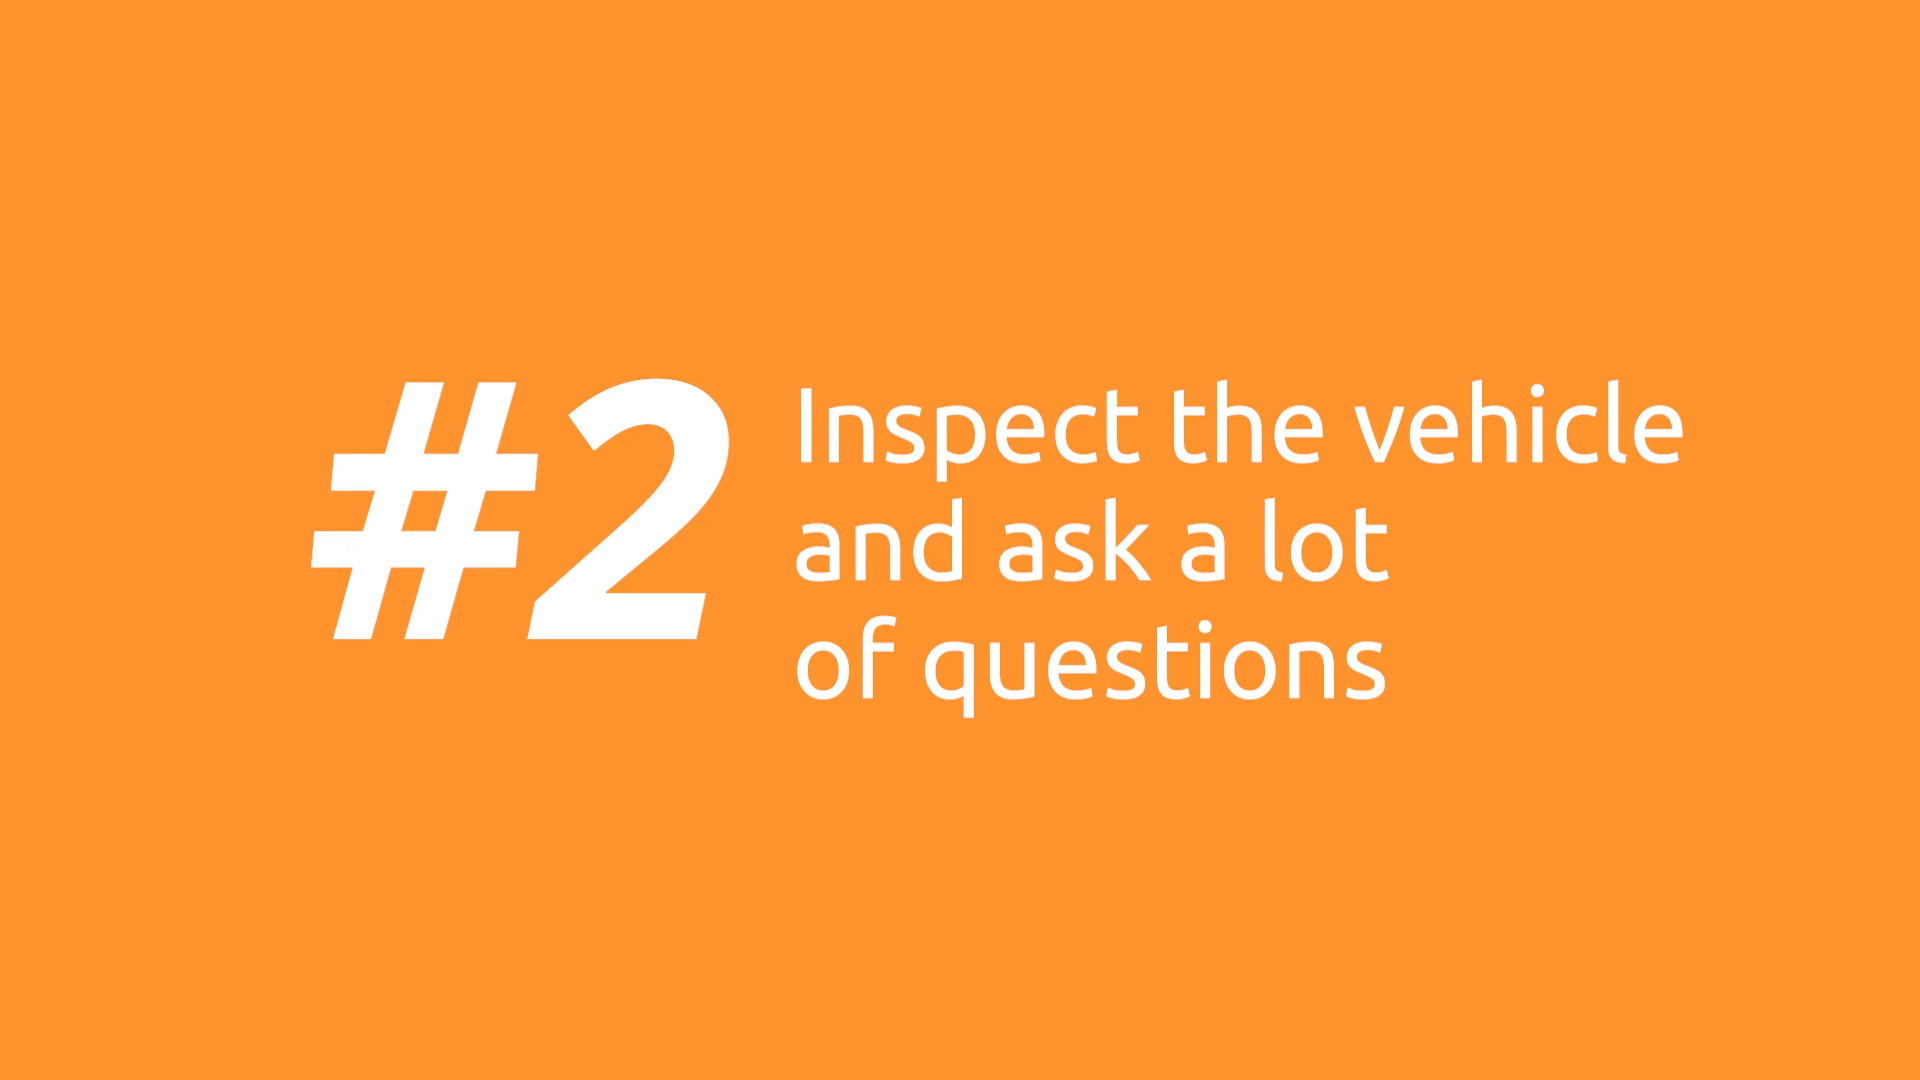 #2
Inspect the vehicle
and ask a lot
of questions